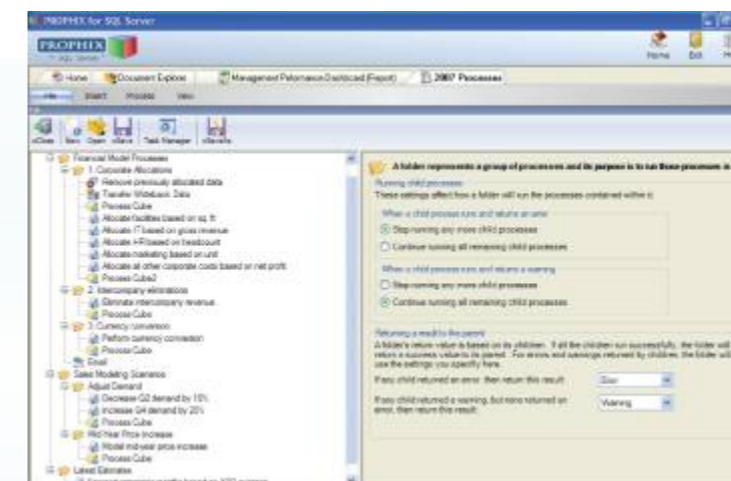 PROPHIX for SQL Server
PROPHIX
Home Exit
Home Document Explorer Management Performance Dashboard (Report) 2007 Processes
File Insert Process View
Close New Open Save Task Manager
Financial Model Processes
1. Corporate Allocations
Remove previously allocated data
Transfer Writeback Data
Process Cube
Allocate facilities based on sq. ft
Allocate IT based on gross revenue
Allocate HR based on headcount
Allocate marketing based on unit
Allocate all other corporate costs based on net profit
Process Cube2
2. Intercompany eliminations
Eliminate intercompany revenue
Process Cube
3. Currency conversion
Perform currency conversion
Process Cube
Email
Sales Modeling Scenarios
Adjust Demand
Decrease Q2 demand by 10%
Increase Q4 demand by 20%
Process Cube
Mid-Year Price Increase
Model mid-year price increase
Process Cube
Latest Estimates
A folder represents a group of processes and its purpose is to run those processes in
Running child processes
These settings affect how a folder will run the processes contained within it.
When a child process runs and returns an error
Stop running any more child processes
Continue running all remaining child processes
When a child process runs and returns a warning
Stop running any more child processes
Continue running all remaining child processes
Returning a result to the parent
A folder's return value is based on its children. If all the children run successfully, the folder will
return a success value to its parent. For errors and warnings returned by children, the folder will
use the settings you specify here.
If any child returned an error, then return this result: Error
If any child returned a warning, but none returned an
error, then return this result: Warning